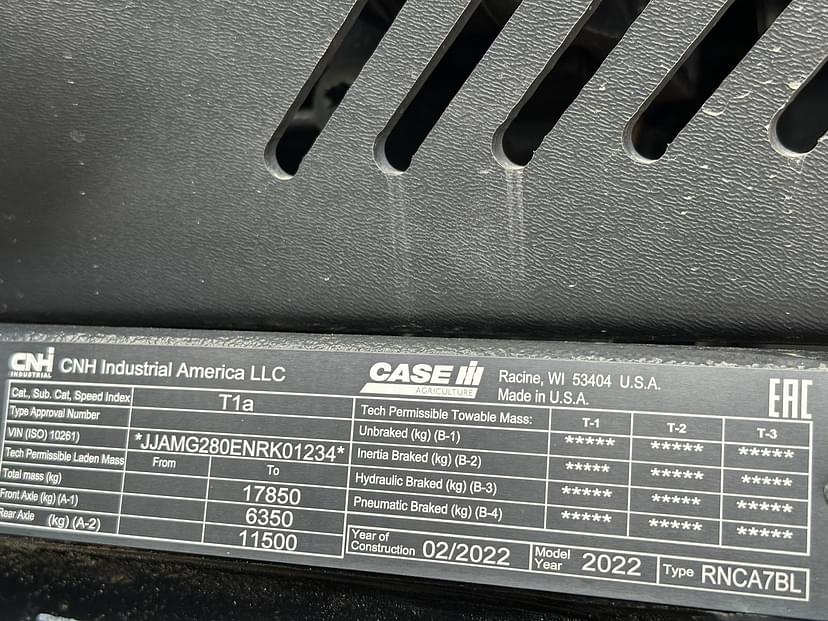 CNH INDUSTRIAL CNH Industrial America LLC
CASE IH AGRICULTURE
Racine, WI 53404 U.S.A.
Made in U.S.A.
EAC
Cat., Sub. Cat, Speed Index T1a
Type Approval Number
VIN (ISO) 10261) *JJAMG280ENRK01234*
Tech Permissible Laden Mass From To
Total mass (kg) 17850
Front Axle (kg) (A-1) 6350
Rear Axle (kg) (A-2) 11500
Tech Permissible Towable Mass: T-1 T-2 T-3
Unbraked (kg) (B-1) ***** ***** *****
Inertia Braked (kg) (B-2) ***** ***** *****
Hydraulic Braked (kg) (B-3) ***** ***** *****
Pneumatic Braked (kg) (B-4) ***** ***** *****
Year of Construction 02/2022 Model Year 2022 Type RNCA7BL